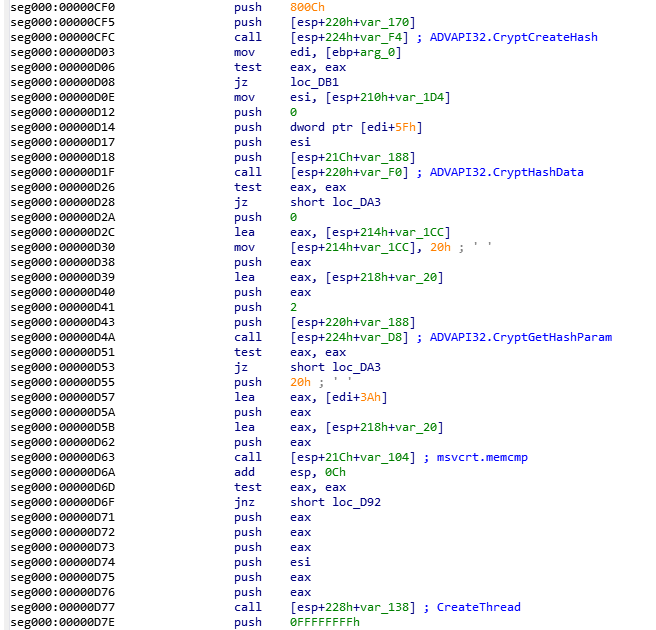 seg000:00000CF0 push 800Ch
seg000:00000CF5 push [esp+220h+var_170]
seg000:00000CFC call [esp+224h+var_F4] ; ADVAPI32.CryptCreateHash
seg000:00000D03 mov edi, [ebp+arg_0]
seg000:00000D06 test eax, eax
seg000:00000D08 jz loc_DB1
seg000:00000D0E mov esi, [esp+210h+var_1D4]
seg000:00000D12 push 0
seg000:00000D14 push dword ptr [edi+5Fh]
seg000:00000D17 push esi
seg000:00000D18 push [esp+21Ch+var_188]
seg000:00000D1F call [esp+220h+var_F0] ; ADVAPI32.CryptHashData
seg000:00000D26 test eax, eax
seg000:00000D28 jz short loc_DA3
seg000:00000D2A push 0
seg000:00000D2C lea eax, [esp+214h+var_1CC]
seg000:00000D30 mov [esp+214h+var_1CC], 20h ; ' '
seg000:00000D38 push eax
seg000:00000D39 lea eax, [esp+218h+var_20]
seg000:00000D40 push eax
seg000:00000D41 push 2
seg000:00000D43 push [esp+220h+var_188]
seg000:00000D4A call [esp+224h+var_D8] ; ADVAPI32.CryptGetHashParam
seg000:00000D51 test eax, eax
seg000:00000D53 jz short loc_DA3
seg000:00000D55 push 20h ; ' '
seg000:00000D57 lea eax, [edi+3Ah]
seg000:00000D5A push eax
seg000:00000D5B lea eax, [esp+218h+var_20]
seg000:00000D62 push eax
seg000:00000D63 call [esp+21Ch+var_104] ; msvcrt.memcmp
seg000:00000D6A add esp, 0Ch
seg000:00000D6D test eax, eax
seg000:00000D6F jnz short loc_D92
seg000:00000D71 push eax
seg000:00000D72 push eax
seg000:00000D73 push eax
seg000:00000D74 push esi
seg000:00000D75 push eax
seg000:00000D76 push eax
seg000:00000D77 call [esp+228h+var_138] ; CreateThread
seg000:00000D7E push 0FFFFFFFFh